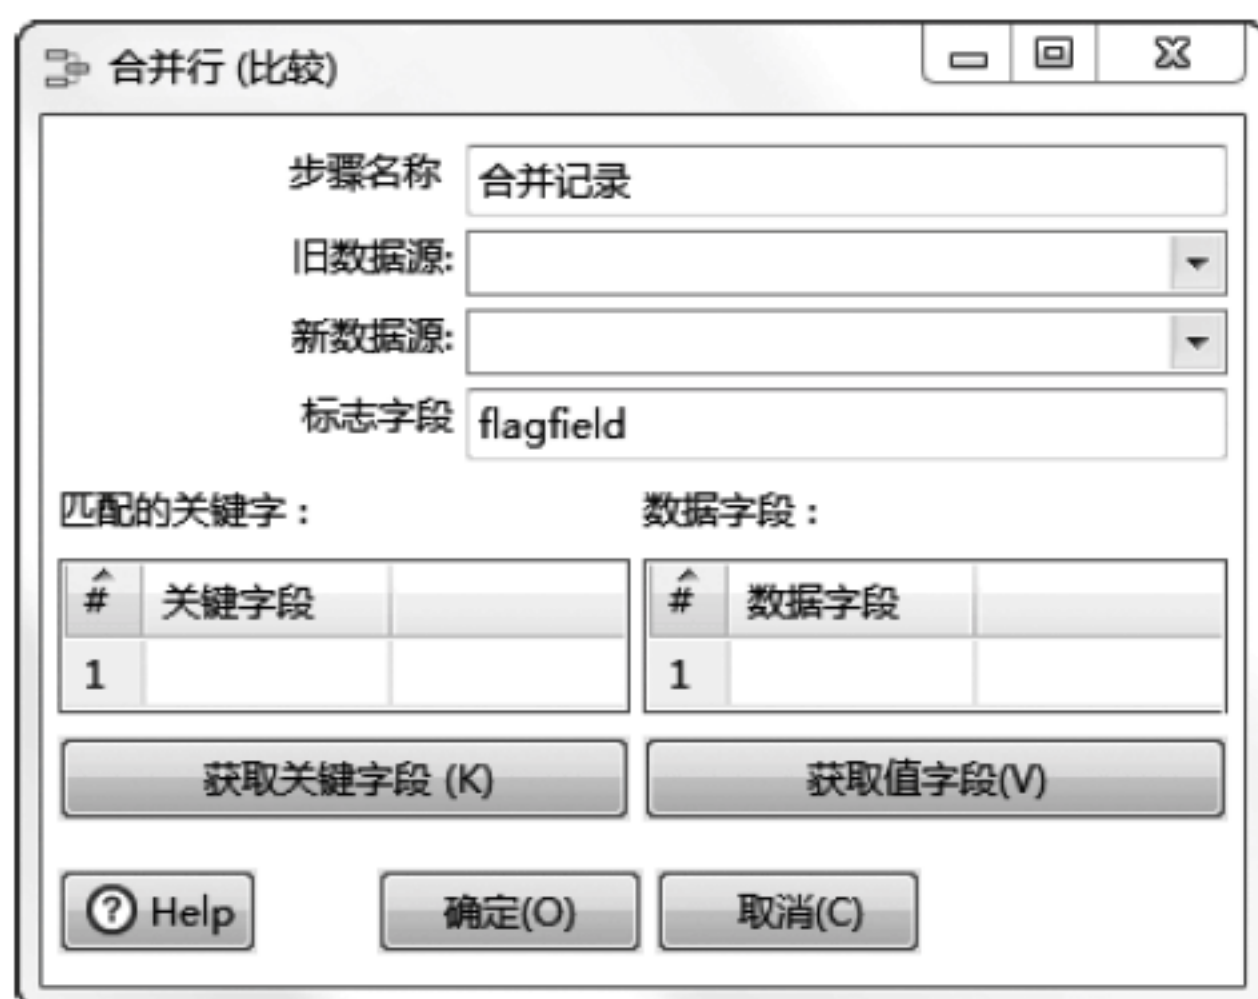 合并行 (比较)
步骤名称 合并记录
旧数据源:
新数据源:
标志字段 flagfield
匹配的关键字： 数据字段：
# 关键字段 # 数据字段
1 1
获取关键字段 (K) 获取值字段(V)
? Help 确定(O) 取消(C)